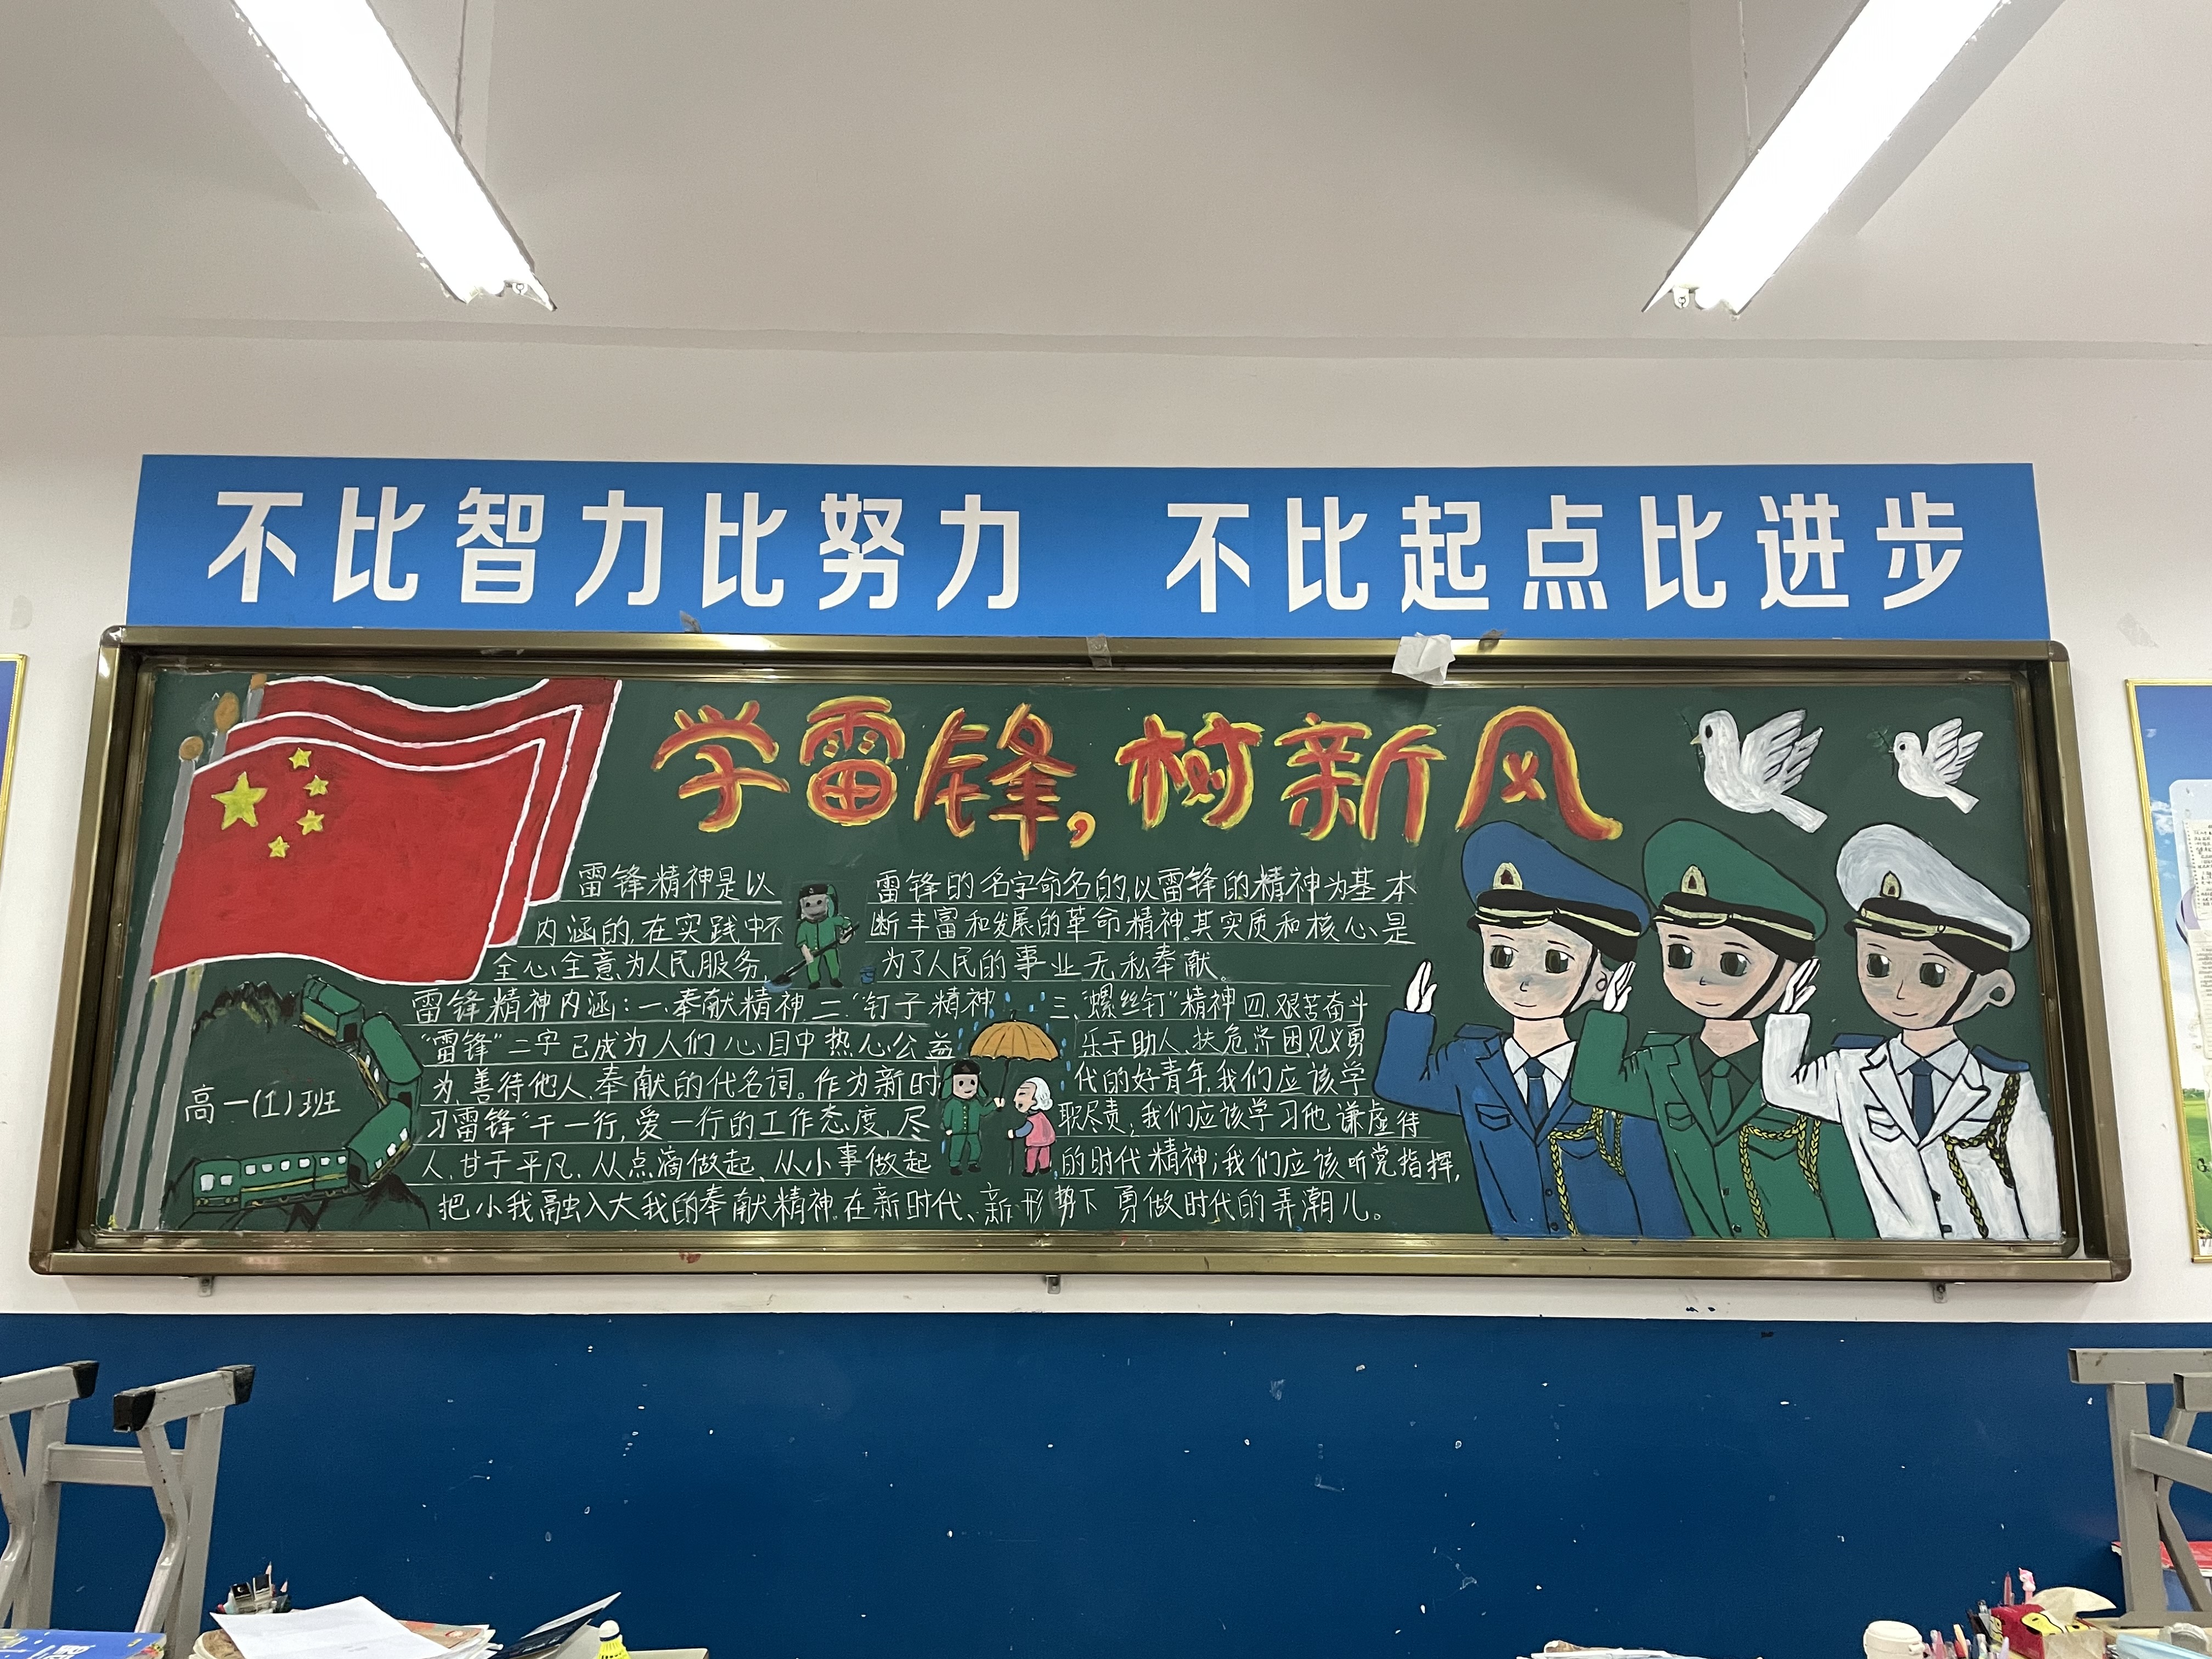 不比智力比努力 不比起点比进步
学雷锋,树新风
雷锋精神是以雷锋的名字命名的,以雷锋的精神为基本
内涵的,在实践中不断丰富和发展的革命精神,其实质和核心是
全心全意为人民服务,为了人民的事业无私奉献。
雷锋精神内涵:一、奉献精神 二、“钉子”精神 三、“螺丝钉”精神 四、艰苦奋斗
“雷锋”二字已成为人们心目中热心公益、乐于助人、扶危济困、见义勇
为、善待他人、奉献的代名词。作为新时代的好青年,我们应该学
习雷锋“干一行,爱一行的工作态度,尽职尽责,我们应该学习他谦虚待
人、甘于平凡、从点滴做起、从小事做起的时代精神;我们应该听党指挥,
把小我融入大我的奉献精神。在新时代、新形势下勇做时代的弄潮儿。
高一(1)班